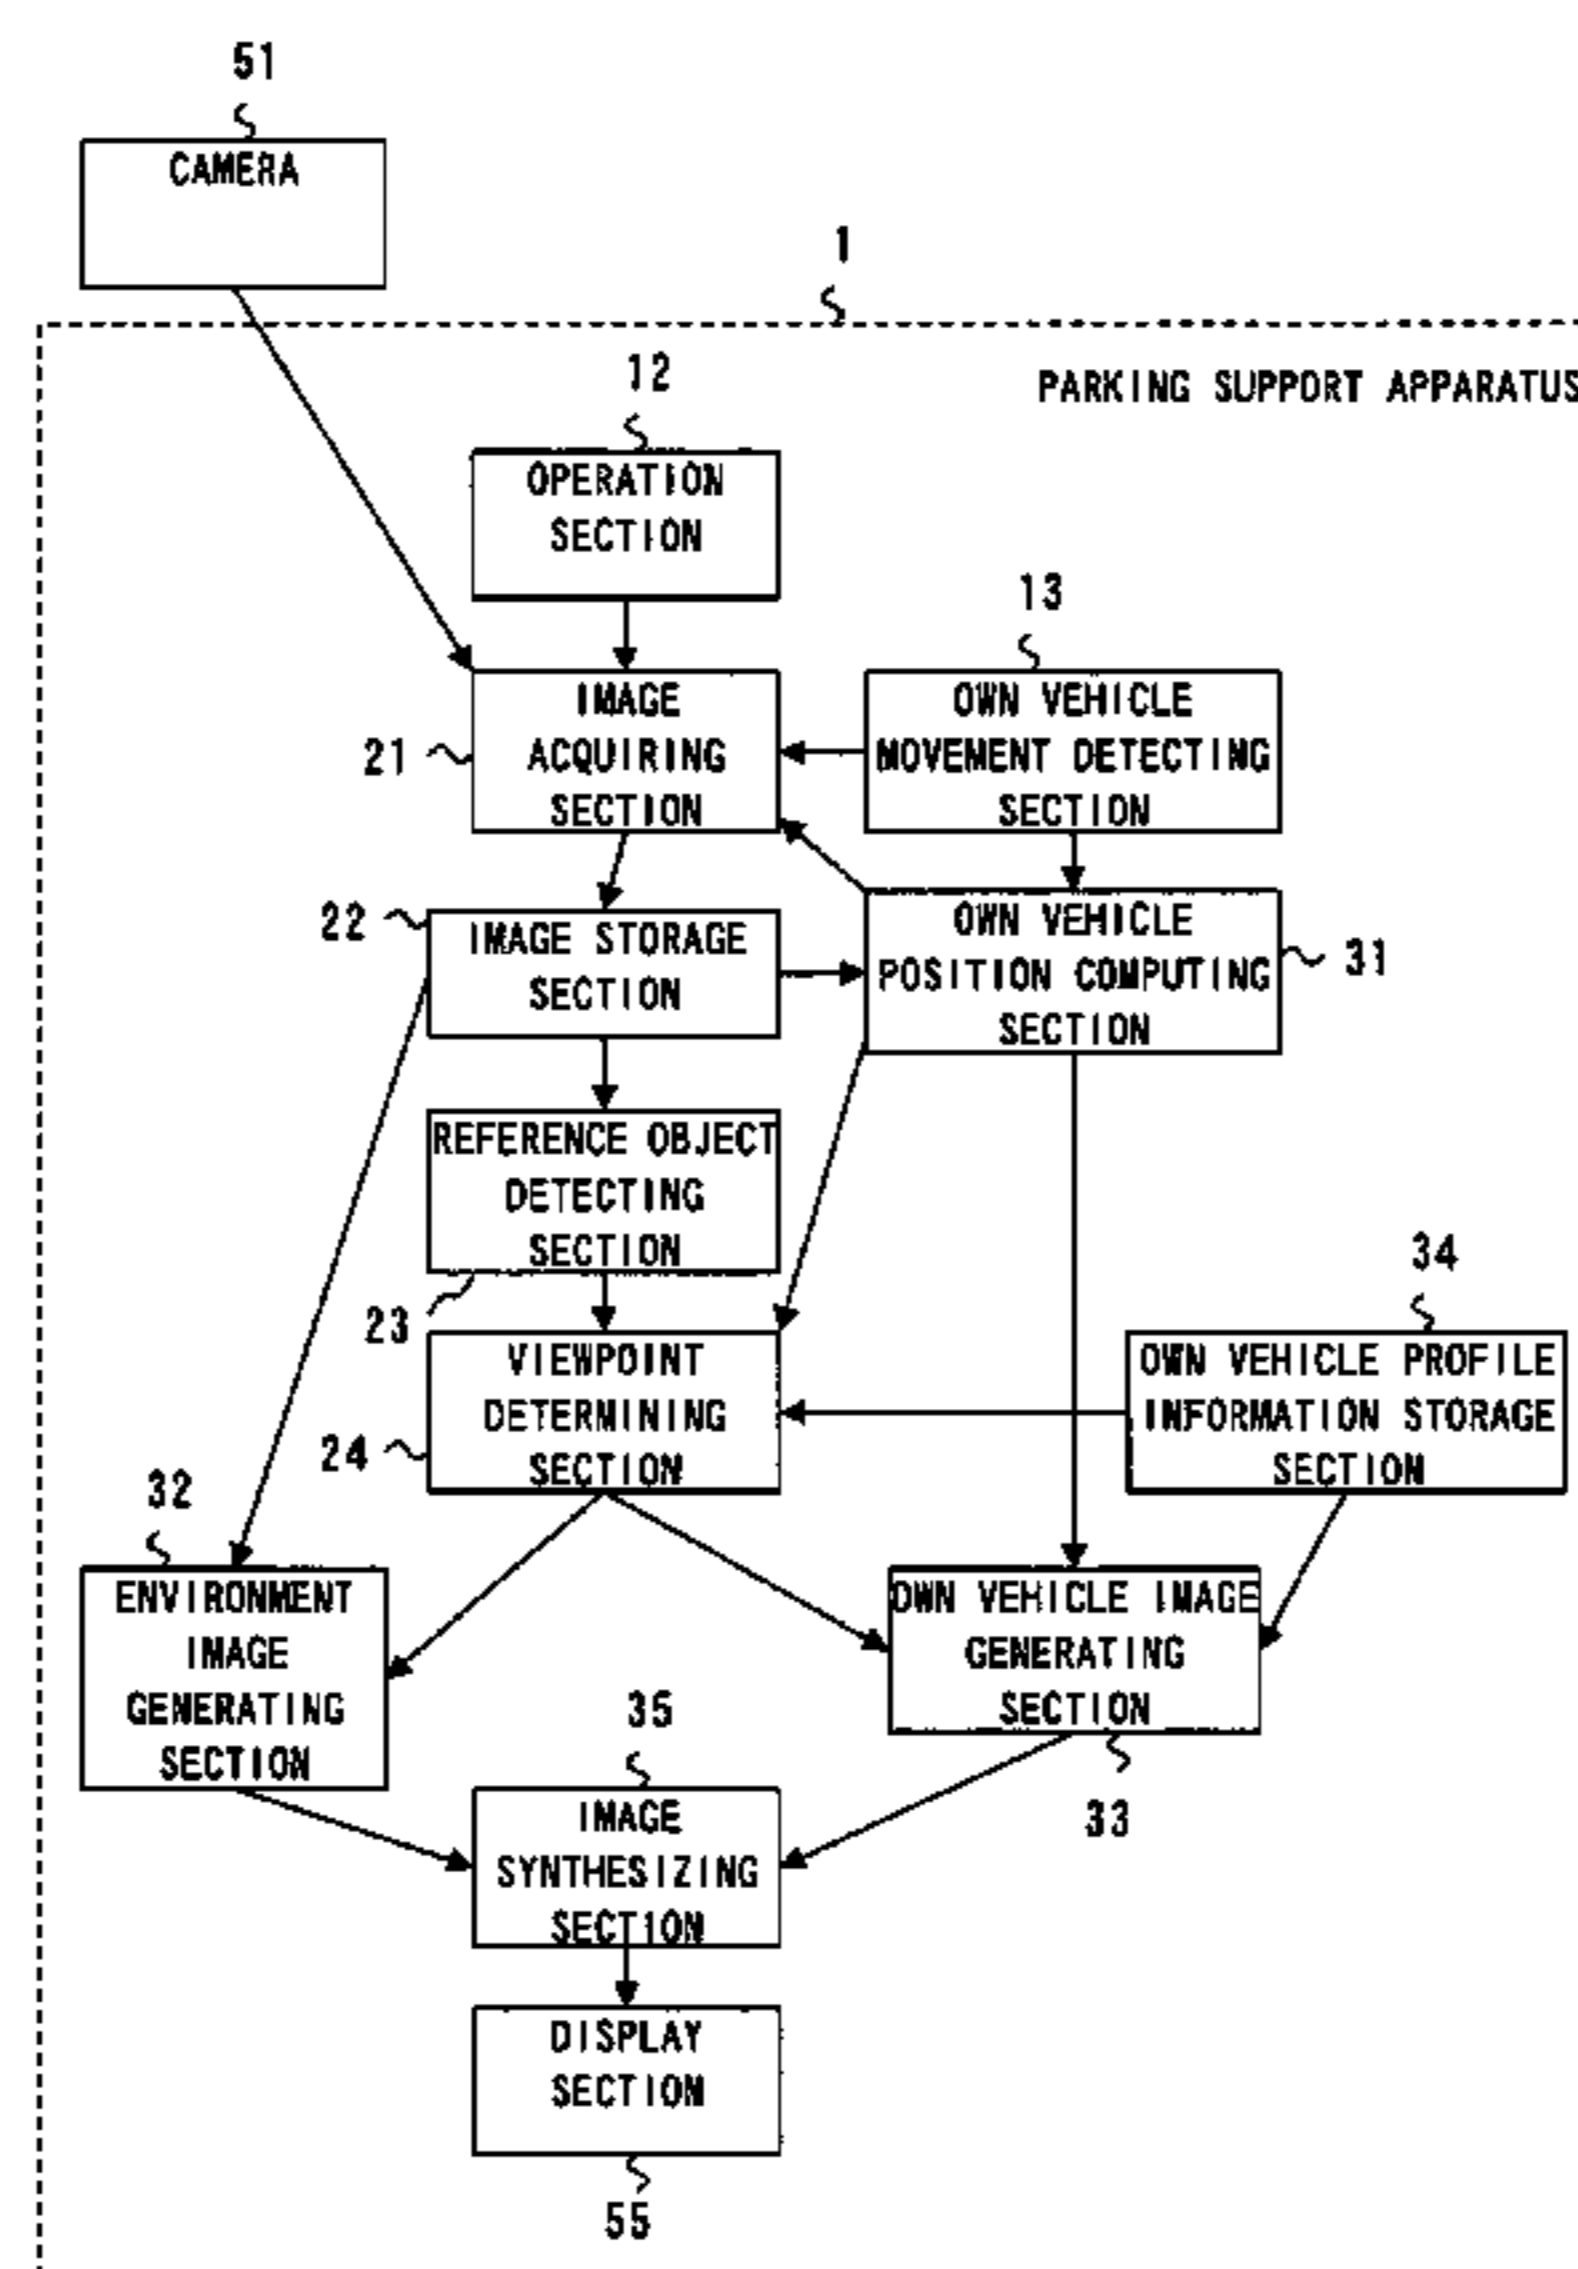 51
CAMERA
1
PARKING SUPPORT APPARATUS
12
OPERATION
SECTION
13
21
IMAGE
ACQUIRING
SECTION
OWN VEHICLE
MOVEMENT DETECTING
SECTION
22
IMAGE STORAGE
SECTION
OWN VEHICLE
POSITION COMPUTING
SECTION
31
REFERENCE OBJECT
DETECTING
SECTION
23
34
VIEWPOINT
DETERMINING
SECTION
24
OWN VEHICLE PROFILE
INFORMATION STORAGE
SECTION
32
ENVIRONMENT
IMAGE
GENERATING
SECTION
OWN VEHICLE IMAGE
GENERATING
SECTION
33
35
IMAGE
SYNTHESIZING
SECTION
DISPLAY
SECTION
55